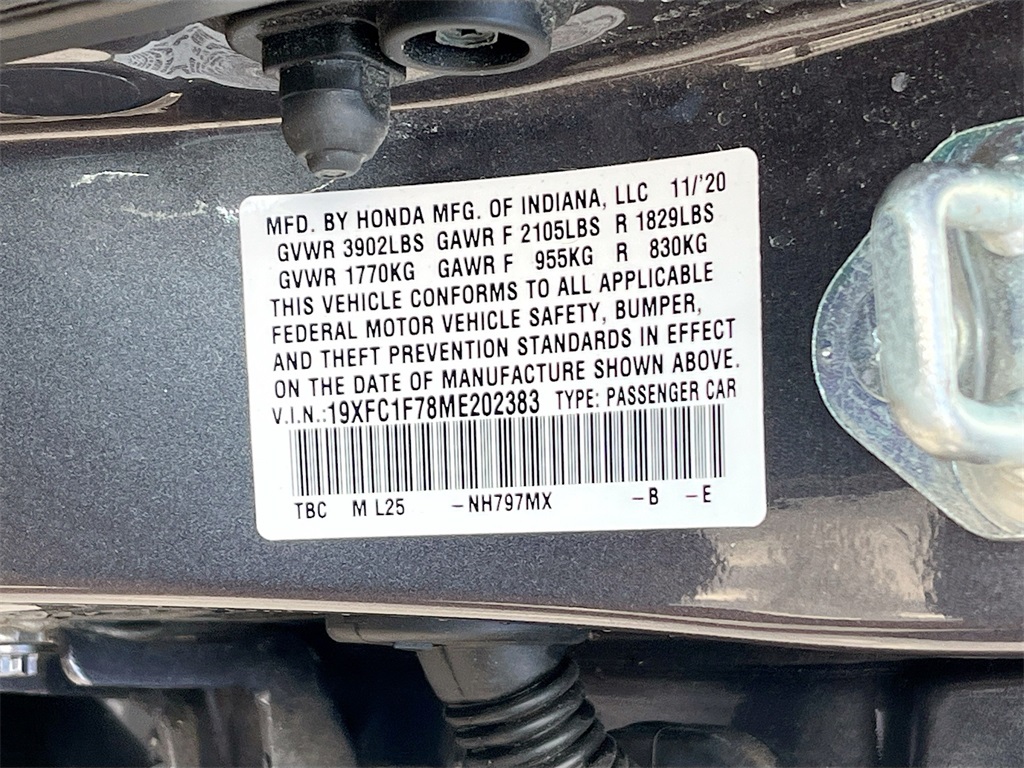 MFD. BY HONDA MFG. OF INDIANA, LLC 11/'20
GVWR 3902LBS GAWR F 2105LBS R 1829LBS
GVWR 1770KG GAWR F 955KG R 830KG
THIS VEHICLE CONFORMS TO ALL APPLICABLE
FEDERAL MOTOR VEHICLE SAFETY, BUMPER,
AND THEFT PREVENTION STANDARDS IN EFFECT
ON THE DATE OF MANUFACTURE SHOWN ABOVE.
V.I.N.:19XFC1F78ME202383 TYPE: PASSENGER CAR
TBC M L25 –NH797MX –B –E